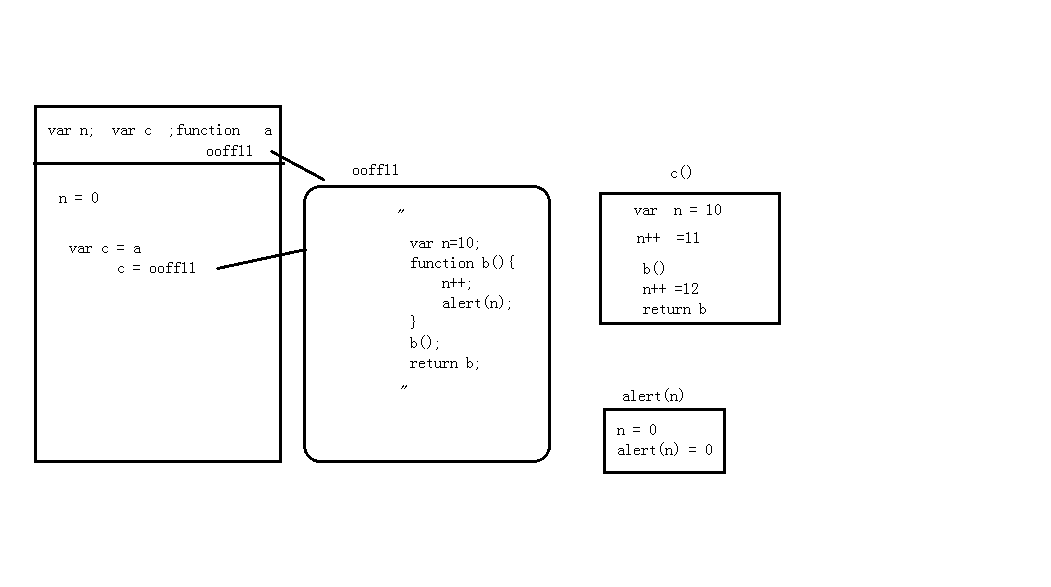 var n;  var c  ;function   a
ooff11
n = 0
var c = a
c = ooff11
ooff11
"
var n=10;
function b(){
n++;
alert(n);
}
b();
return b;
"
c()
var  n = 10
n++  =11
b()
n++ =12
return b
alert(n)
n = 0
alert(n) = 0